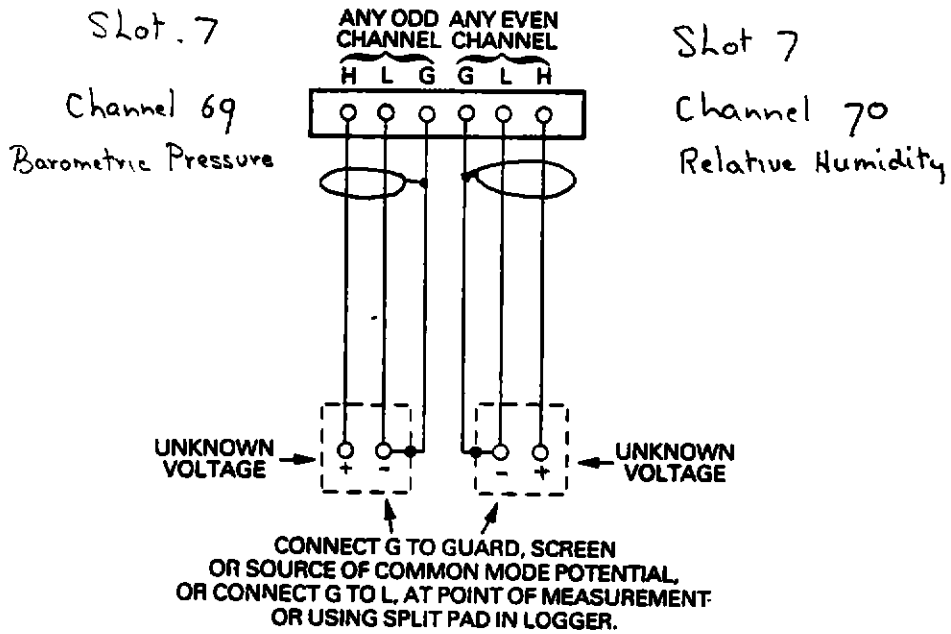 Slot. 7
Channel 69
Barometric Pressure
ANY ODD CHANNEL
ANY EVEN CHANNEL
H L G G L H
Slot 7
Channel 70
Relative Humidity
UNKNOWN VOLTAGE
+ -
- +
UNKNOWN VOLTAGE
CONNECT G TO GUARD, SCREEN
OR SOURCE OF COMMON MODE POTENTIAL,
OR CONNECT G TO L, AT POINT OF MEASUREMENT
OR USING SPLIT PAD IN LOGGER.